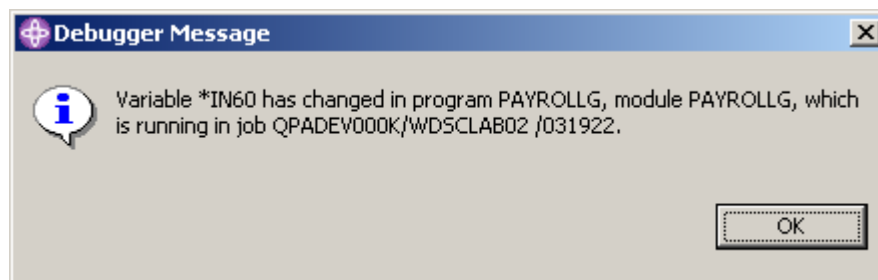 Debugger Message
Variable *IN60 has changed in program PAYROLLG, module PAYROLLG, which
is running in job QPADEV000K/WDSCLAB02 /031922.
OK